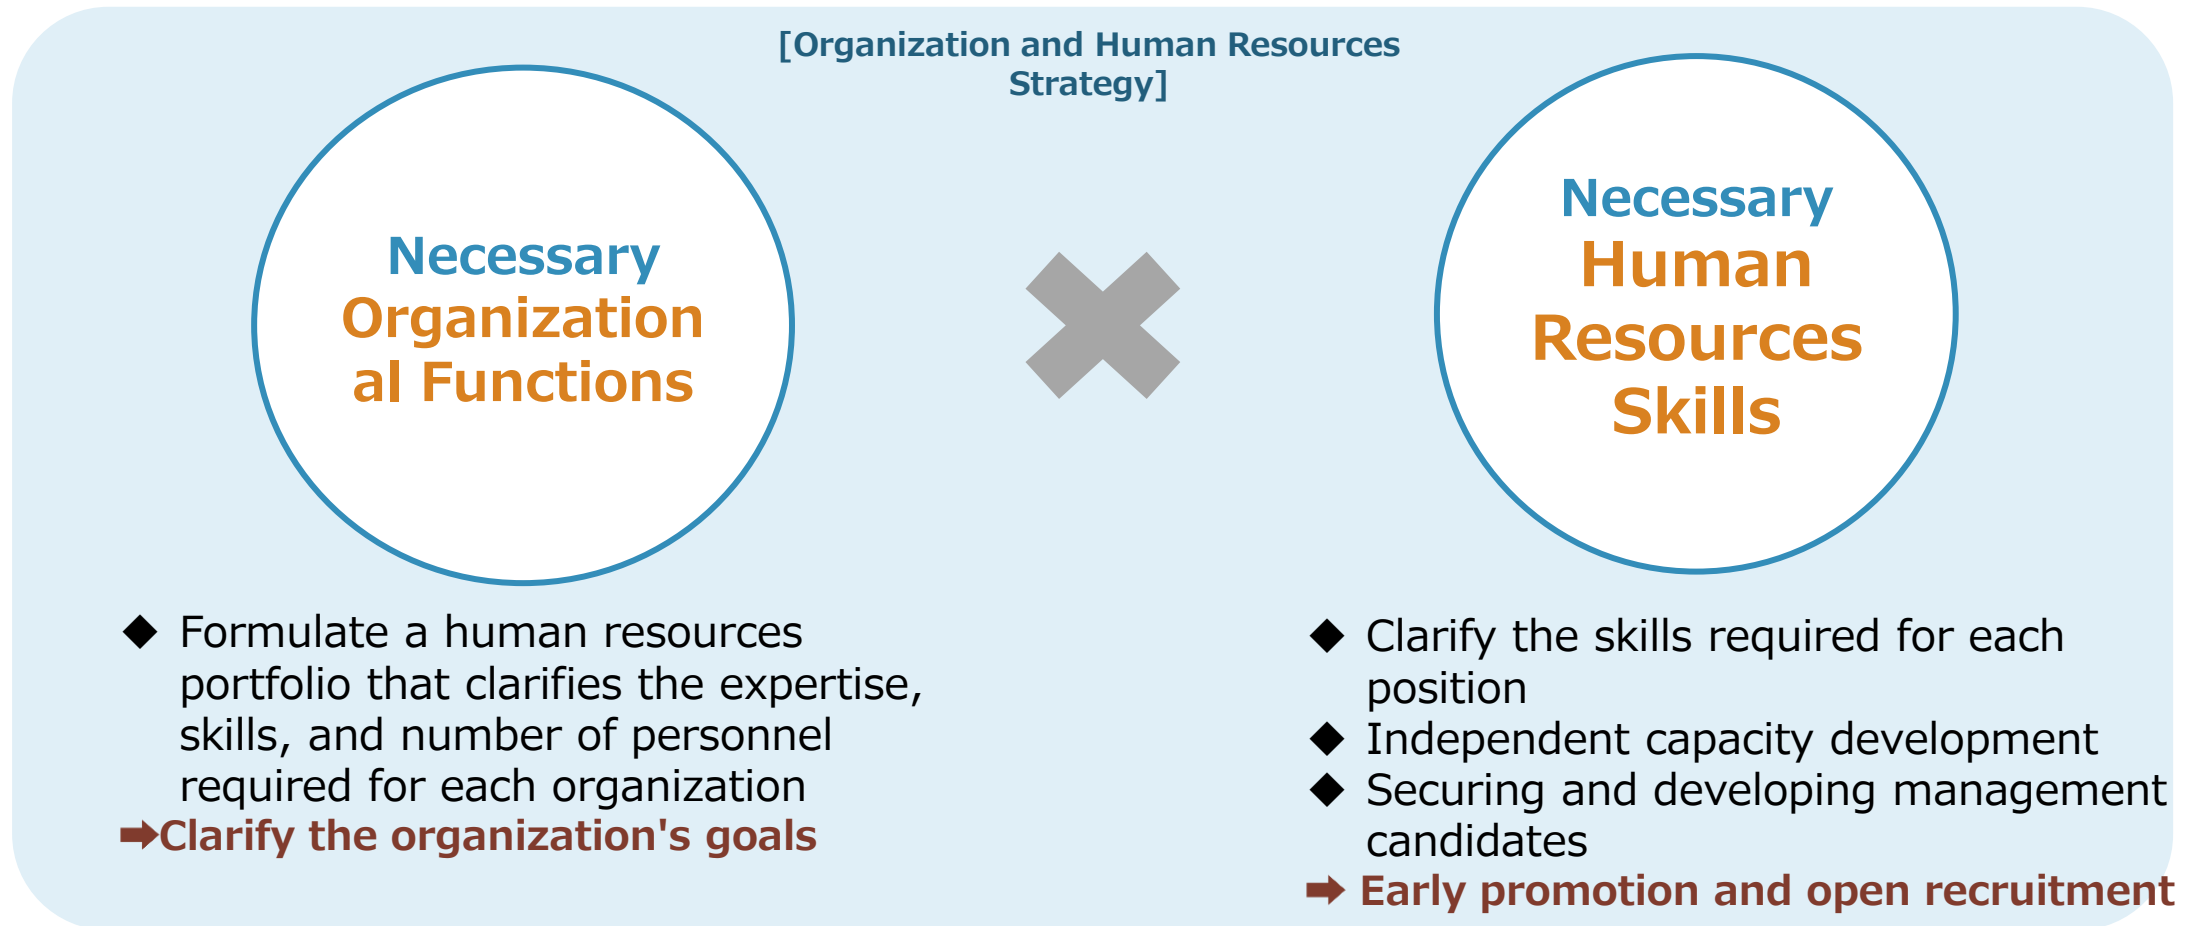 [Organization and Human Resources
Strategy]
Necessary
Organization
al Functions
Necessary
Human
Resources
Skills
◆ Formulate a human resources
portfolio that clarifies the expertise,
skills, and number of personnel
required for each organization
➡Clarify the organization's goals
◆ Clarify the skills required for each
position
◆ Independent capacity development
◆ Securing and developing management
candidates
➡ Early promotion and open recruitment